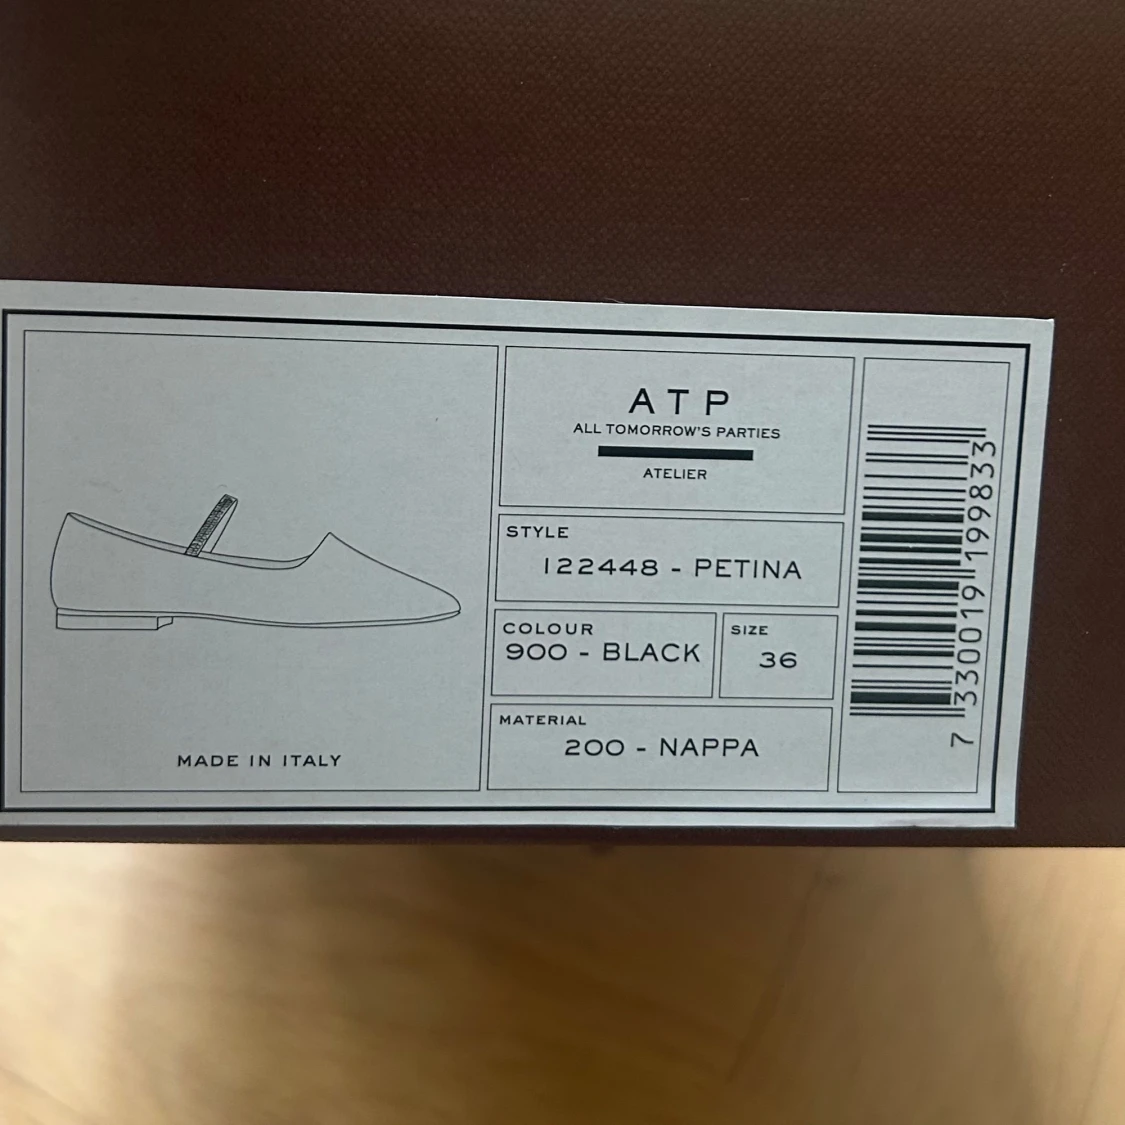 ATP
ALL TOMORROW'S PARTIES
ATELIER
STYLE
122448 - PETINA
COLOUR
900 - BLACK
SIZE
36
MATERIAL
200 - NAPPA
MADE IN ITALY
7 330019 199833